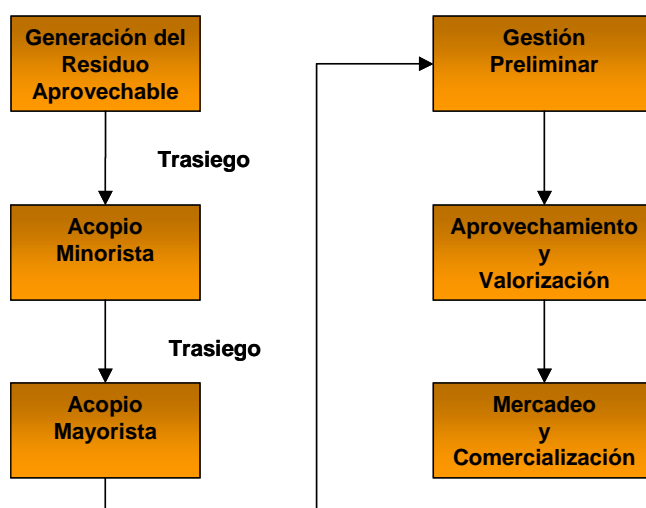 Generación del
Residuo
Aprovechable
Trasiego
Acopio
Minorista
Trasiego
Acopio
Mayorista
Gestión
Preliminar
Aprovechamiento
y
Valorización
Mercadeo
y
Comercialización